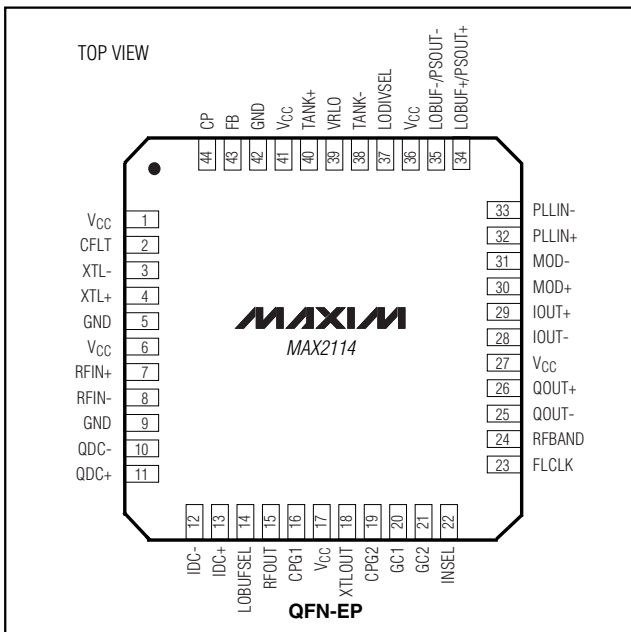 TOP VIEW
CP FB GND VCC TANK+ VRLO TANK- LODIVSEL VCC LOBUF-/PSOUT- LOBUF+/PSOUT+
44 43 42 41 40 39 38 37 36 35 34
VCC 1
CFLT 2
XTL- 3
XTL+ 4
GND 5
VCC 6
RFIN+ 7
RFIN- 8
GND 9
QDC- 10
QDC+ 11
MAXIM
MAX2114
33 PLLIN-
32 PLLIN+
31 MOD-
30 MOD+
29 IOUT+
28 IOUT-
27 VCC
26 QOUT+
25 QOUT-
24 RFBAND
23 FLCLK
12 13 14 15 16 17 18 19 20 21 22
IDC- IDC+ LOBUFSEL RFOUT CPG1 VCC XTLOUT CPG2 GC1 GC2 INSEL
QFN-EP